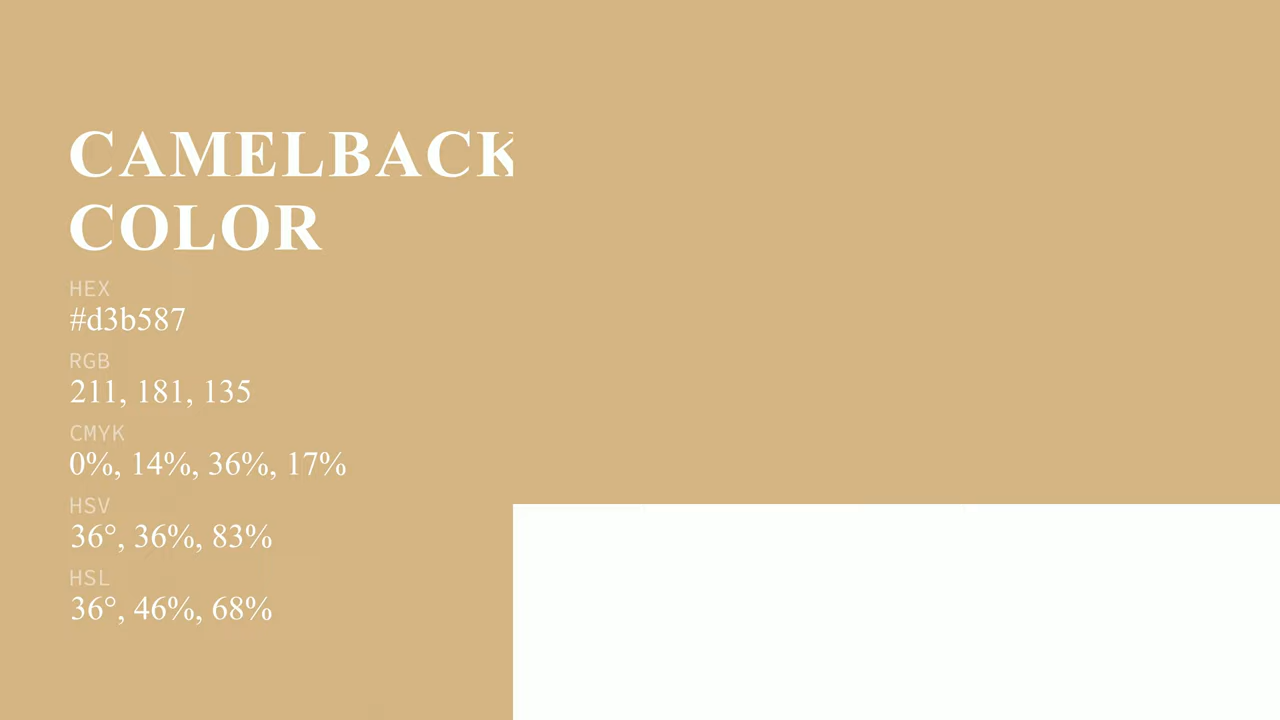 CAMELBACK
COLOR
HEX
#d3b587
RGB
211, 181, 135
CMYK
0%, 14%, 36%, 17%
HSV
36°, 36%, 83%
HSL
36°, 46%, 68%